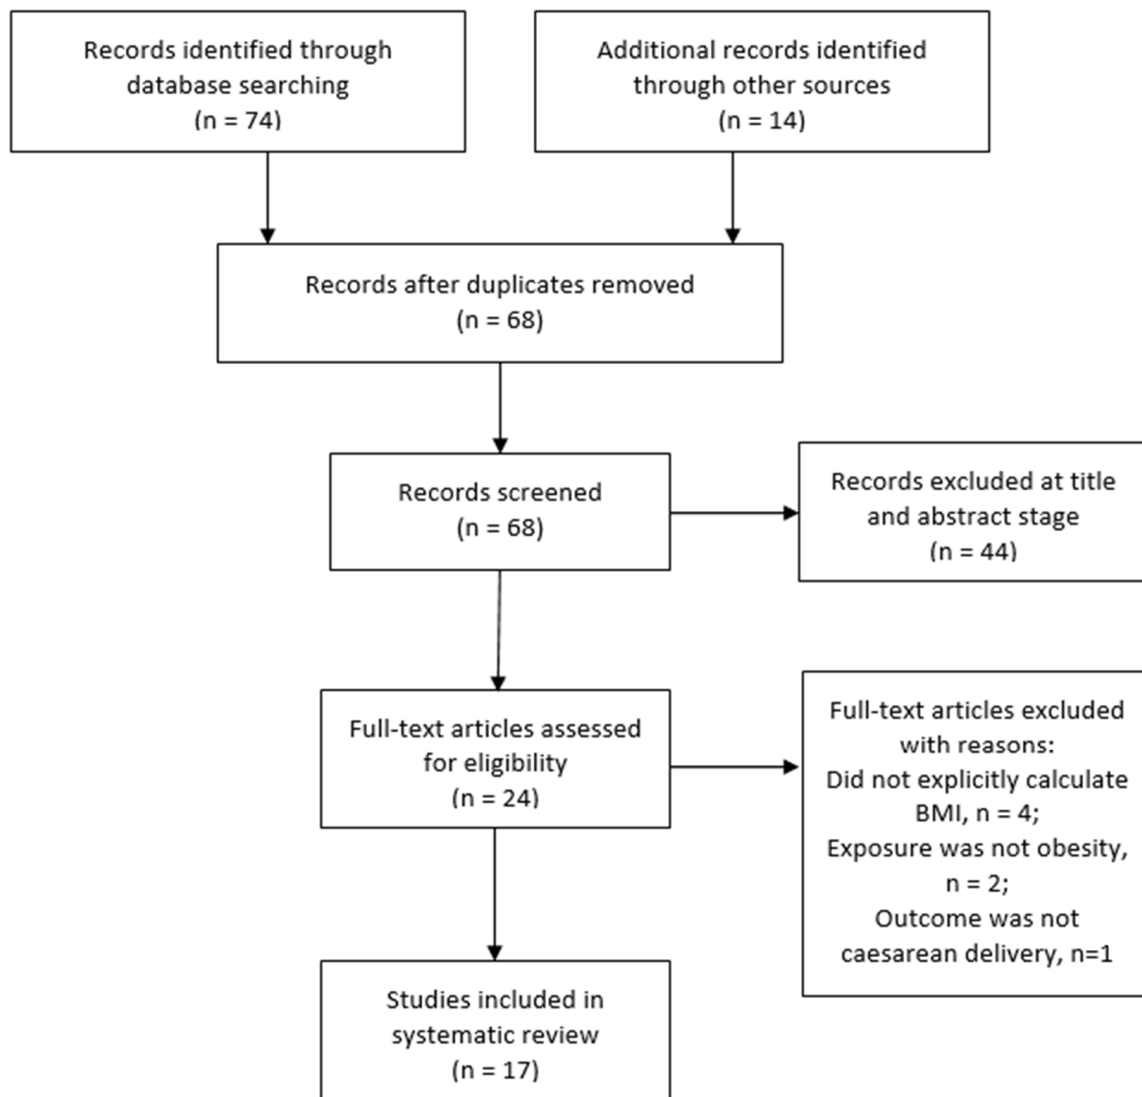 Records identified through
database searching
(n = 74)
Additional records identified
through other sources
(n = 14)
Records after duplicates removed
(n = 68)
Records screened
(n = 68)
Records excluded at title
and abstract stage
(n = 44)
Full-text articles assessed
for eligibility
(n = 24)
Full-text articles excluded
with reasons:
Did not explicitly calculate
BMI, n = 4;
Exposure was not obesity,
n = 2;
Outcome was not
caesarean delivery, n=1
Studies included in
systematic review
(n = 17)